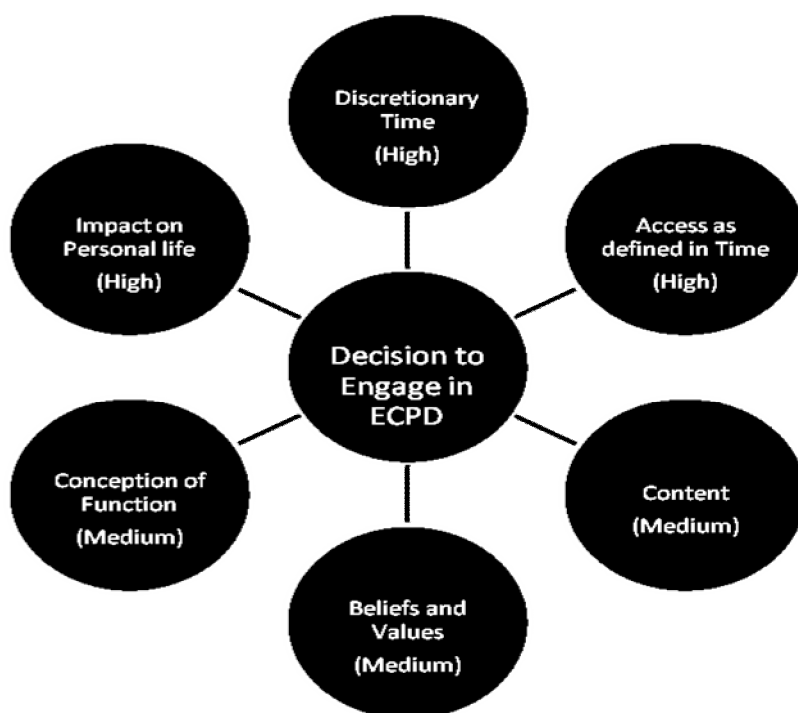 Discretionary
Time
(High)
Impact on
Personal life
(High)
Access as
defined in Time
(High)
Decision to
Engage in
ECPD
Conception of
Function
(Medium)
Content
(Medium)
Beliefs and
Values
(Medium)